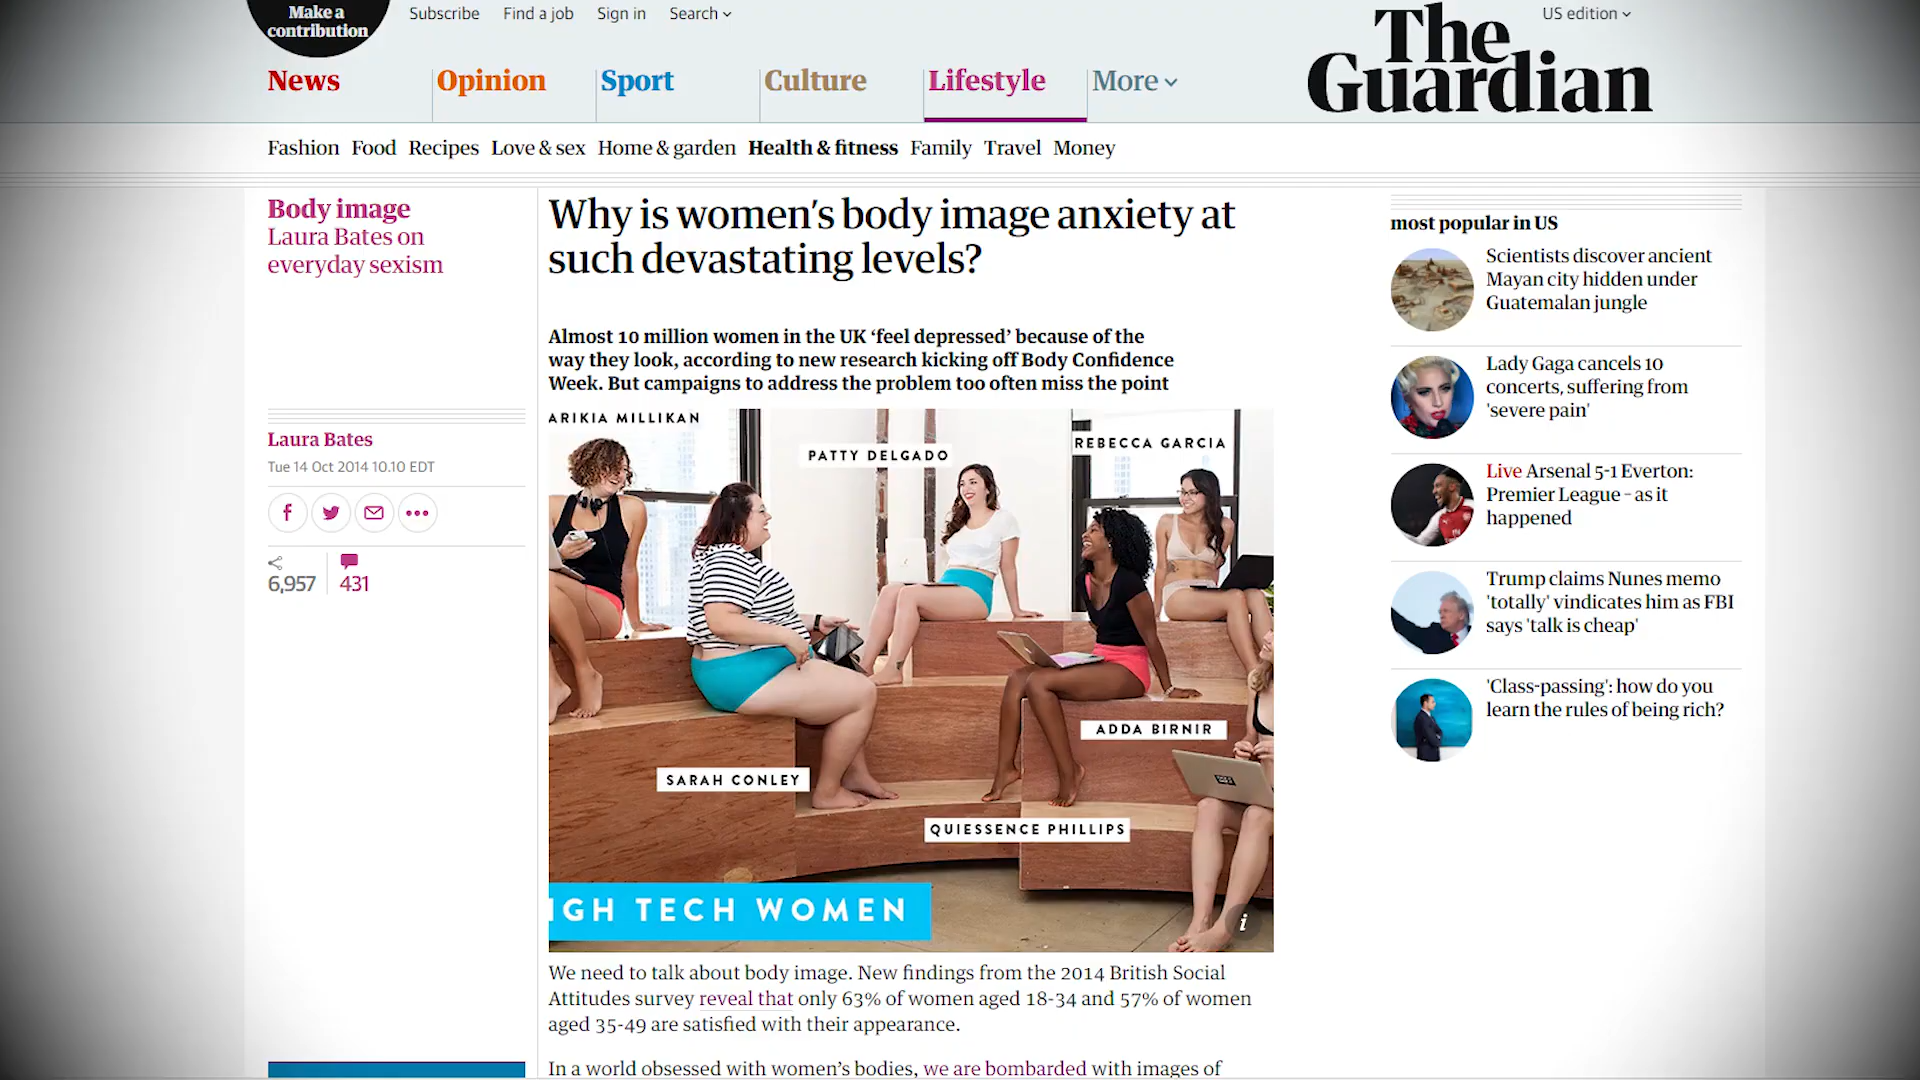 Make a
contribution
Subscribe
Find a job
Sign in
Search
US edition
The
Guardian
News
Opinion
Sport
Culture
Lifestyle
More
Fashion
Food
Recipes
Love & sex
Home & garden
Health & fitness
Family
Travel
Money
Body image
Laura Bates on
everyday sexism
Why is women’s body image anxiety at
such devastating levels?
Almost 10 million women in the UK ‘feel depressed’ because of the
way they look, according to new research kicking off Body Confidence
Week. But campaigns to address the problem too often miss the point
Laura Bates
Tue 14 Oct 2014 10.10 EDT
6,957
431
ARIKIA MILLIKAN
PATTY DELGADO
REBECCA GARCIA
ADDA BIRNIR
SARAH CONLEY
QUIESSENCE PHILLIPS
IGH TECH WOMEN
i
We need to talk about body image. New findings from the 2014 British Social
Attitudes survey reveal that only 63% of women aged 18-34 and 57% of women
aged 35-49 are satisfied with their appearance.
In a world obsessed with women’s bodies, we are bombarded with images of
most popular in US
Scientists discover ancient
Mayan city hidden under
Guatemalan jungle
Lady Gaga cancels 10
concerts, suffering from
'severe pain'
Live Arsenal 5-1 Everton:
Premier League – as it
happened
Trump claims Nunes memo
'totally' vindicates him as FBI
says 'talk is cheap'
'Class-passing': how do you
learn the rules of being rich?